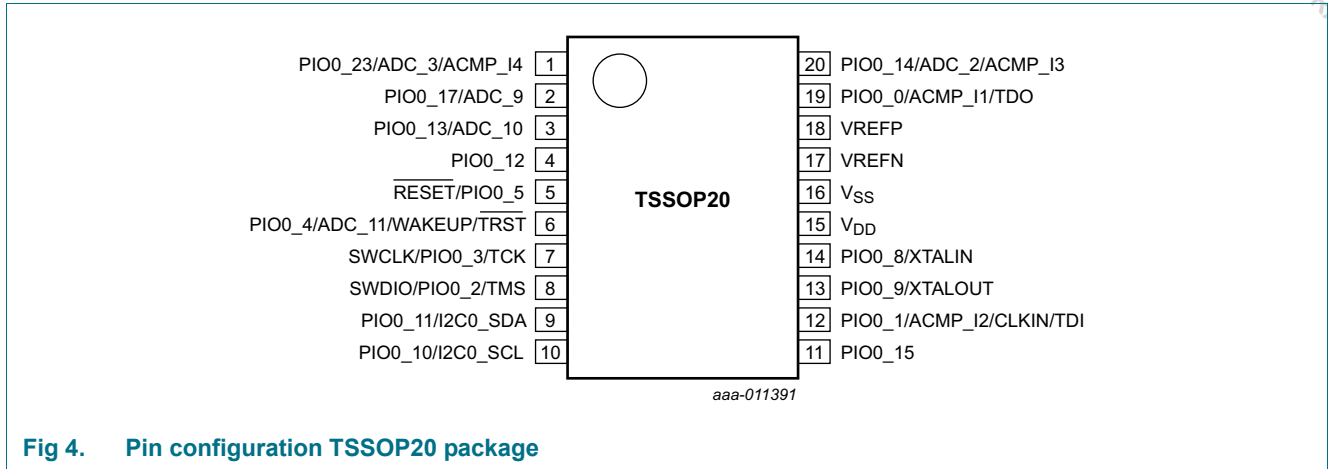 PIO0_23/ADC_3/ACMP_I4 1
PIO0_17/ADC_9 2
PIO0_13/ADC_10 3
PIO0_12 4
RESET/PIO0_5 5
PIO0_4/ADC_11/WAKEUP/TRST 6
SWCLK/PIO0_3/TCK 7
SWDIO/PIO0_2/TMS 8
PIO0_11/I2C0_SDA 9
PIO0_10/I2C0_SCL 10
TSSOP20
20 PIO0_14/ADC_2/ACMP_I3
19 PIO0_0/ACMP_I1/TDO
18 VREFP
17 VREFN
16 VSS
15 VDD
14 PIO0_8/XTALIN
13 PIO0_9/XTALOUT
12 PIO0_1/ACMP_I2/CLKIN/TDI
11 PIO0_15
aaa-011391
Fig 4. Pin configuration TSSOP20 package